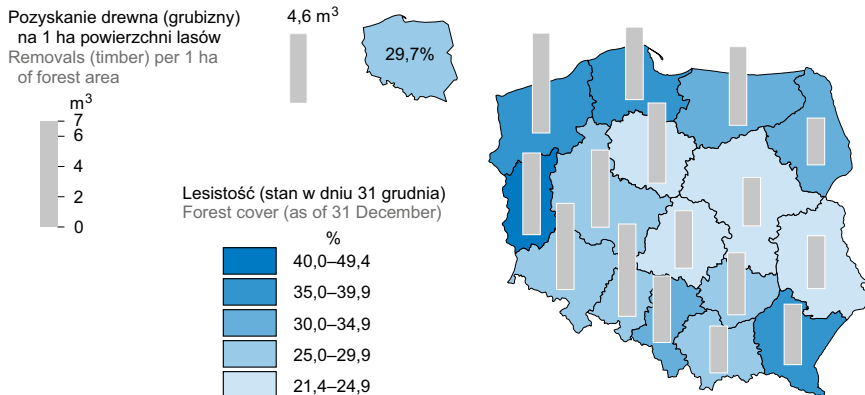 Pozyskanie drewna (grubizny)
na 1 ha powierzchni lasów
Removals (timber) per 1 ha
of forest area
4,6 m³
29,7%
m³
7
6
4
2
0
Lesistość (stan w dniu 31 grudnia)
Forest cover (as of 31 December)
%
40,0–49,4
35,0–39,9
30,0–34,9
25,0–29,9
21,4–24,9